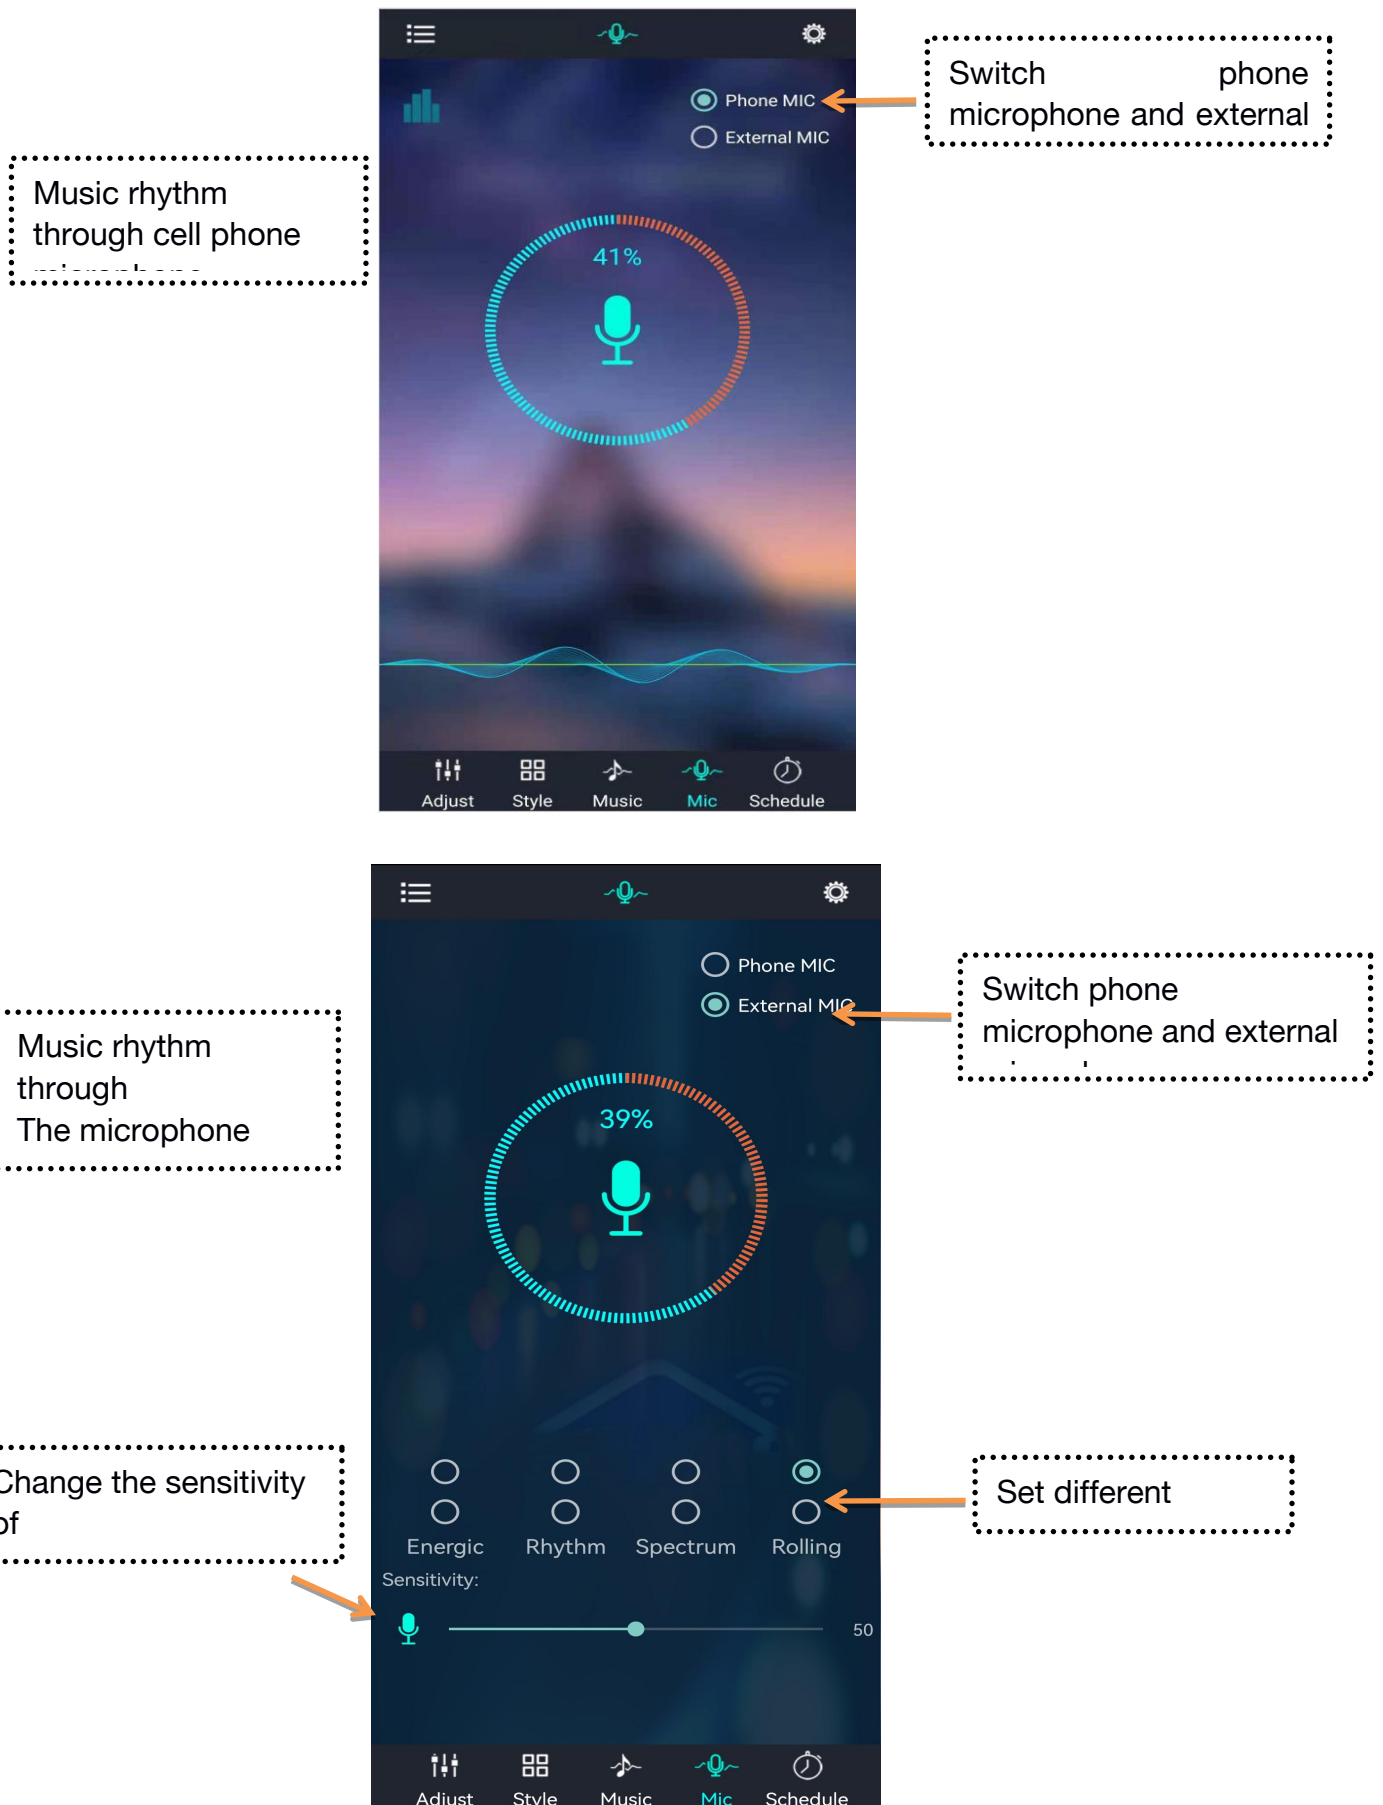 Phone MIC
External MIC
Switch phone
microphone and external
Music rhythm
through cell phone
41%
Adjust Style Music Mic Schedule
Phone MIC
External MIC
Switch phone
microphone and external
Music rhythm
through
The microphone
39%
Change the sensitivity
of
Set different
Energic Rhythm Spectrum Rolling
Sensitivity:
50
Adjust Style Music Mic Schedule